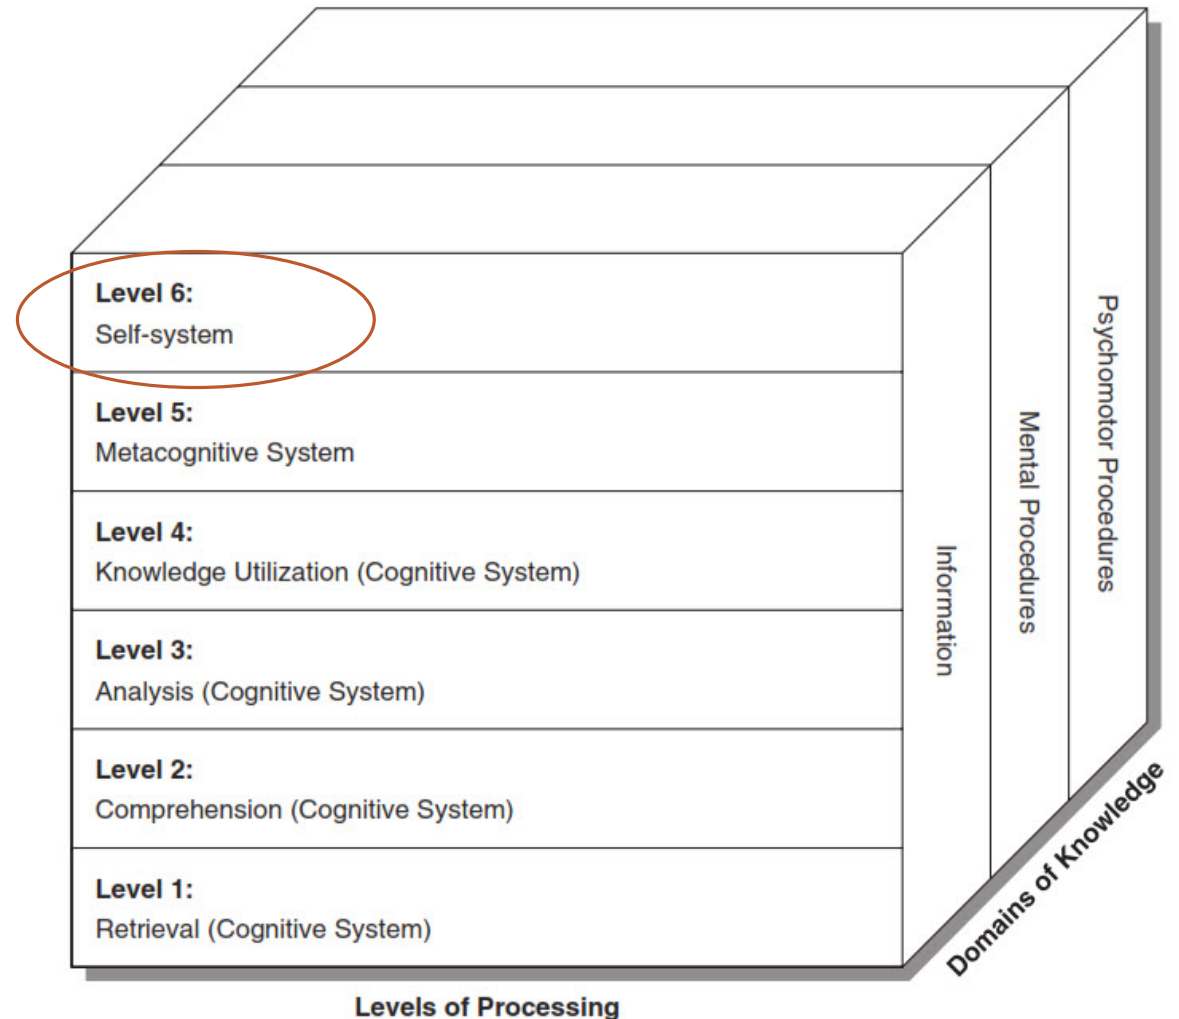 Level 6:
Self-system
Level 5:
Metacognitive System
Level 4:
Knowledge Utilization (Cognitive System)
Level 3:
Analysis (Cognitive System)
Level 2:
Comprehension (Cognitive System)
Level 1:
Retrieval (Cognitive System)
Information
Mental Procedures
Psychomotor Procedures
Domains of Knowledge
Levels of Processing